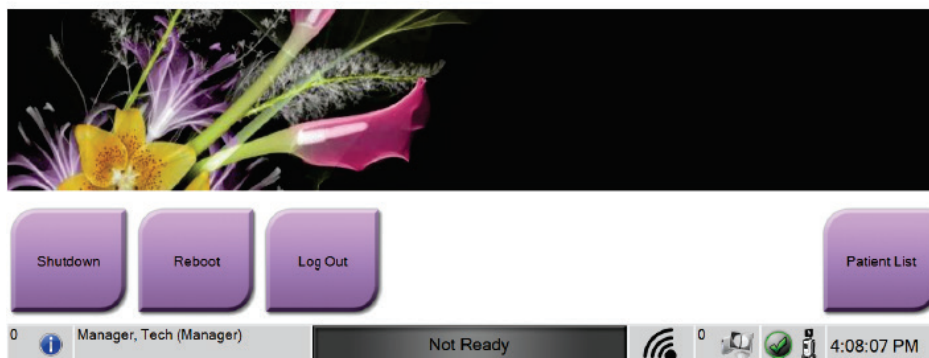 Shutdown
Reboot
Log Out
Patient List
0
Manager, Tech (Manager)
Not Ready
0
4:08:07 PM